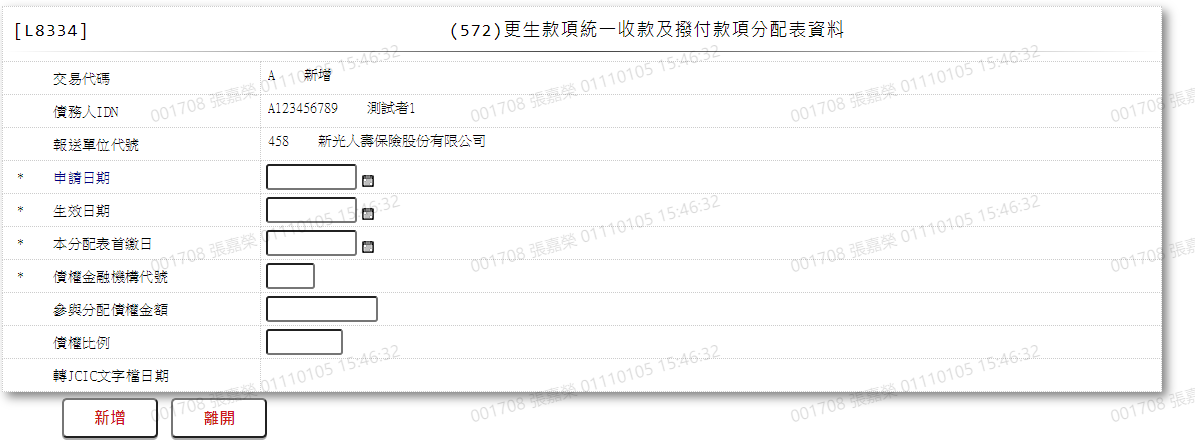 [L8334] (572)更生款項統一收款及撥付款項分配表資料
交易代碼 A 新增
債務人IDN A123456789 測試者1
報送單位代號 458 新光人壽保險股份有限公司
* 申請日期
* 生效日期
* 本分配表首繳日
* 債權金融機構代號
參與分配債權金額
債權比例
轉JCIC文字檔日期
新增 離開
001708 張嘉榮 01110105 15:46:32